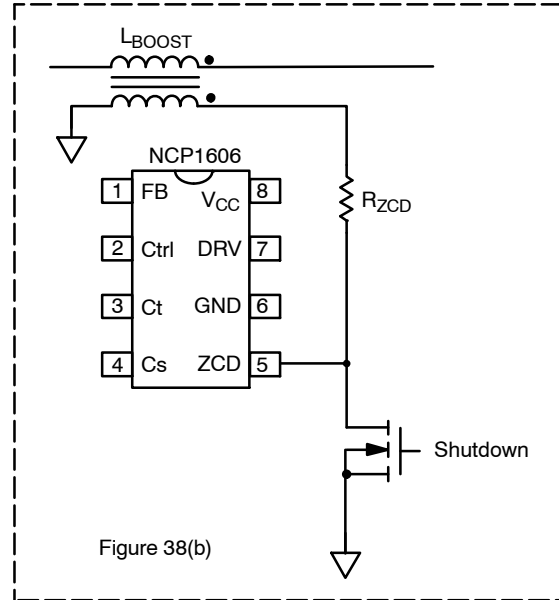 L_BOOST
NCP1606
1 FB V_CC 8
2 Ctrl DRV 7
3 Ct GND 6
4 Cs ZCD 5
R_ZCD
Shutdown
Figure 38(b)